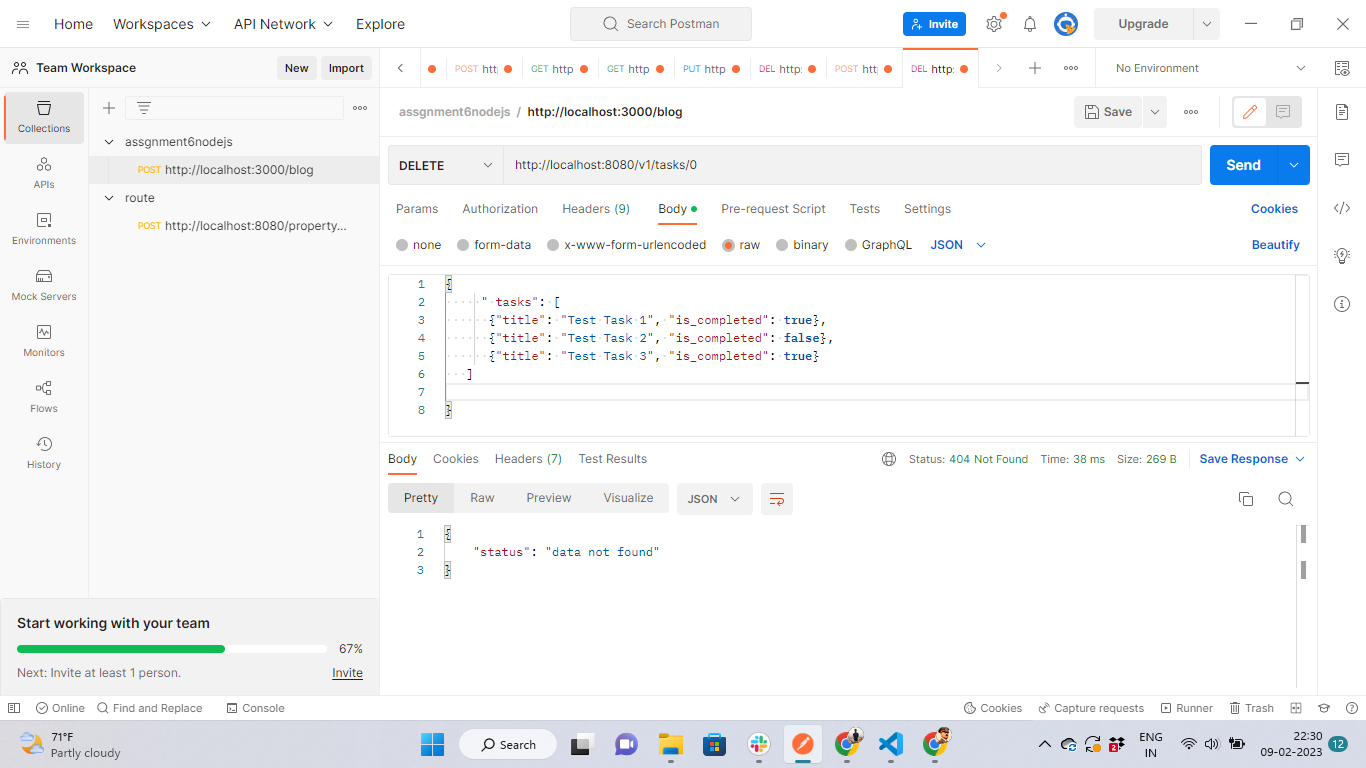 Home Workspaces API Network Explore Search Postman Invite Upgrade
Team Workspace New Import POST htt GET http GET http PUT http DEL http: POST htt DEL http: No Environment
Collections
APIs
Environments
Mock Servers
Monitors
Flows
History
assgnment6nodejs
POST http://localhost:3000/blog
route
POST http://localhost:8080/property...
assgnment6nodejs / http://localhost:3000/blog Save
DELETE http://localhost:8080/v1/tasks/0 Send
Params Authorization Headers (9) Body Pre-request Script Tests Settings Cookies
none form-data x-www-form-urlencoded raw binary GraphQL JSON Beautify
1 {
2 " tasks": [
3 {"title": "Test Task 1", "is_completed": true},
4 {"title": "Test Task 2", "is_completed": false},
5 {"title": "Test Task 3", "is_completed": true}
6 ]
7
8 }
Body Cookies Headers (7) Test Results Status: 404 Not Found Time: 38 ms Size: 269 B Save Response
Pretty Raw Preview Visualize JSON
1 {
2 "status": "data not found"
3 }
Start working with your team
67%
Next: Invite at least 1 person. Invite
Online Find and Replace Console Cookies Capture requests Runner Trash
71°F
Partly cloudy
Search
2
ENG
IN
22:30
09-02-2023
12